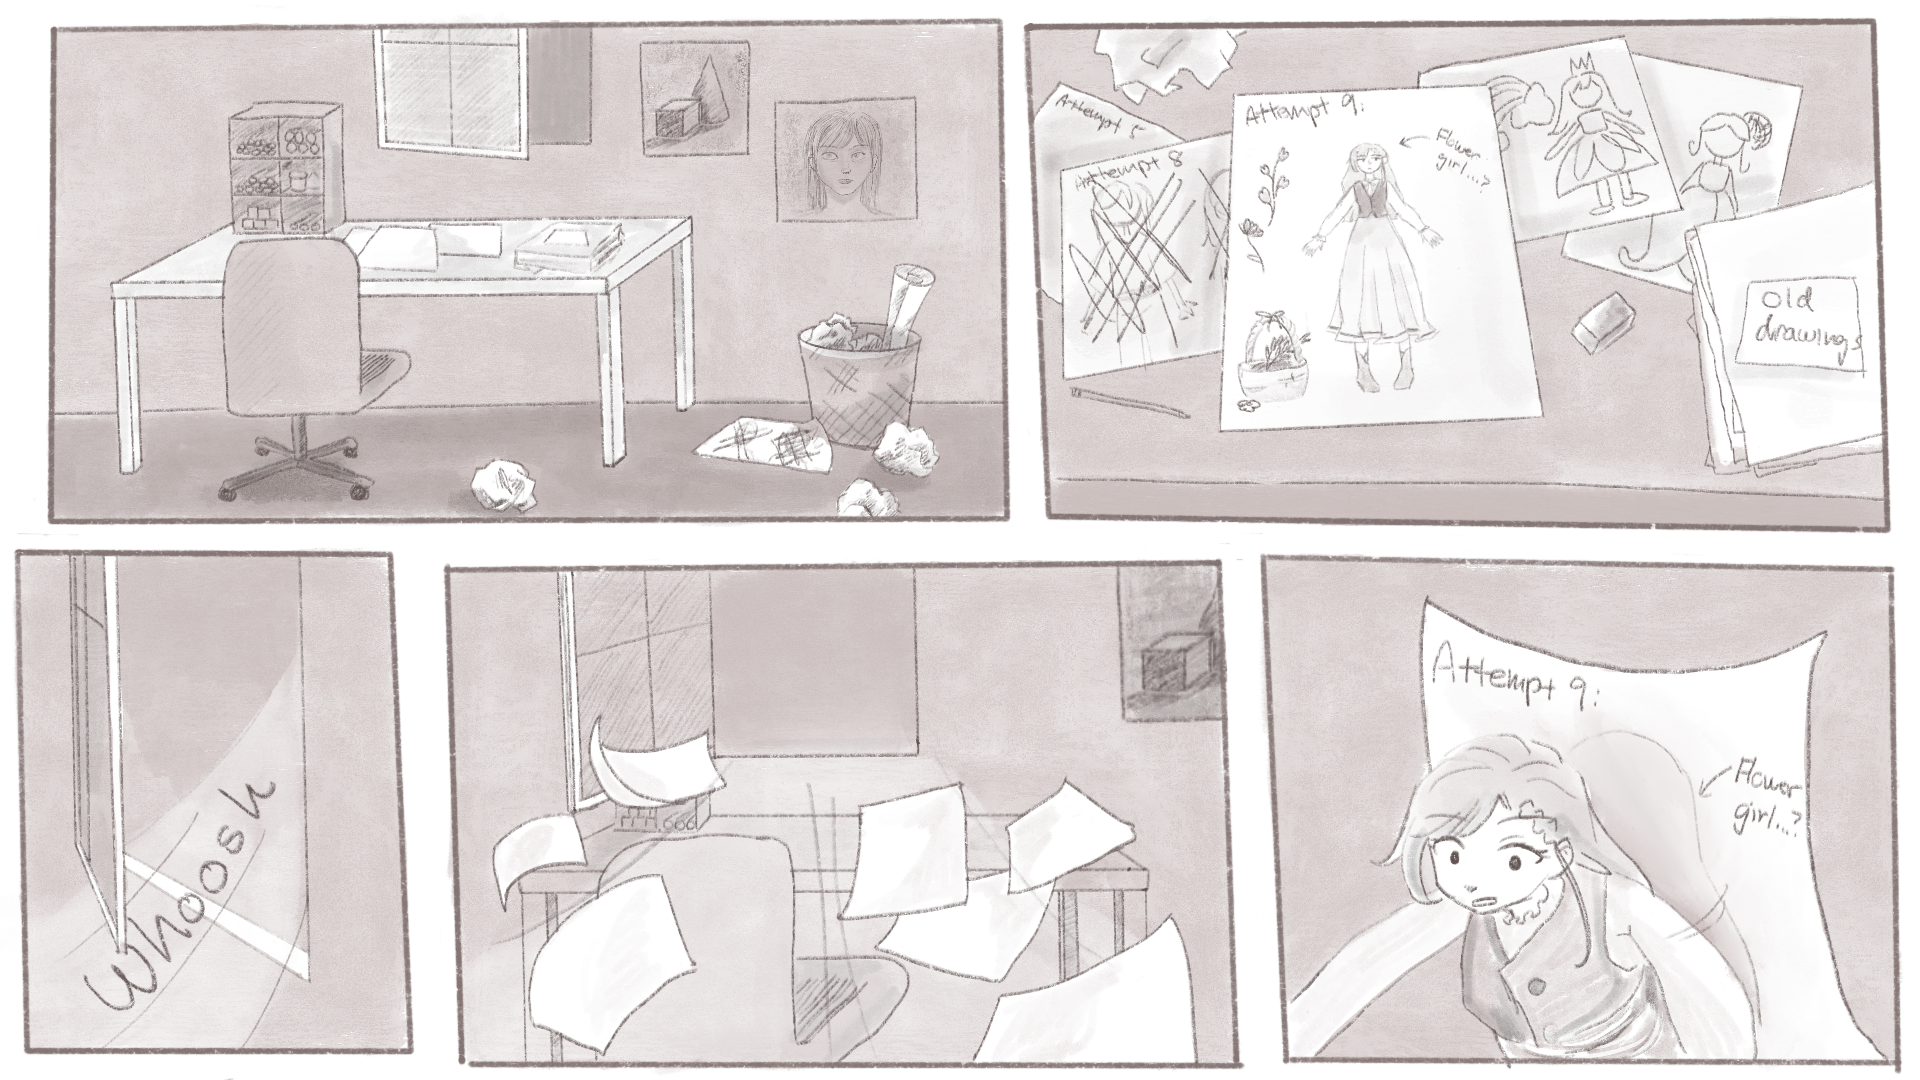 Attempt 5
Attempt 8
Attempt 9:
Flower
girl...?
old
drawings
Whoosh
Attempt 9:
Flower
girl...?